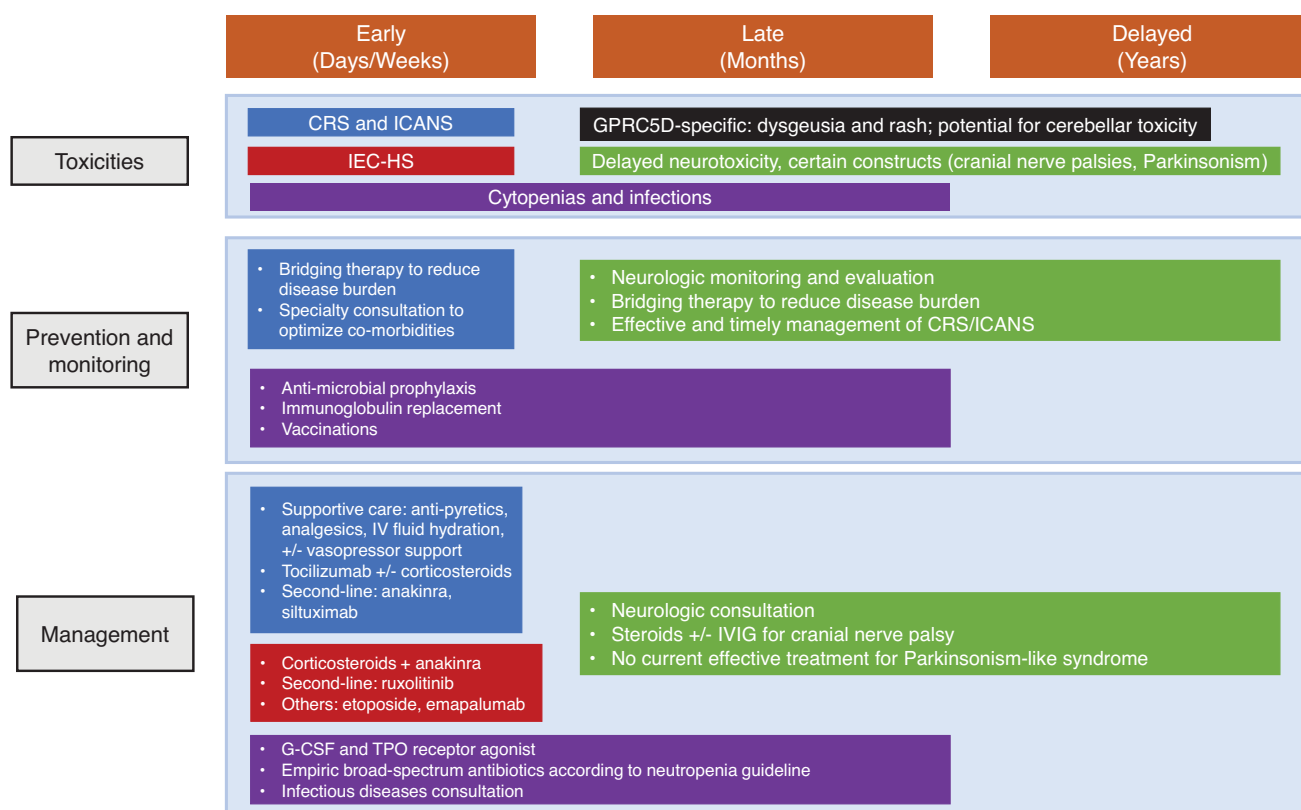 Early
(Days/Weeks)
Late
(Months)
Delayed
(Years)
Toxicities
CRS and ICANS
GPRC5D-specific: dysgeusia and rash; potential for cerebellar toxicity
IEC-HS
Delayed neurotoxicity, certain constructs (cranial nerve palsies, Parkinsonism)
Cytopenias and infections
Prevention and
monitoring
• Bridging therapy to reduce
disease burden
• Specialty consultation to
optimize co-morbidities
• Neurologic monitoring and evaluation
• Bridging therapy to reduce disease burden
• Effective and timely management of CRS/ICANS
• Anti-microbial prophylaxis
• Immunoglobulin replacement
• Vaccinations
Management
• Supportive care: anti-pyretics,
analgesics, IV fluid hydration,
+/- vasopressor support
• Tocilizumab +/- corticosteroids
• Second-line: anakinra,
siltuximab
• Neurologic consultation
• Steroids +/- IVIG for cranial nerve palsy
• No current effective treatment for Parkinsonism-like syndrome
• Corticosteroids + anakinra
• Second-line: ruxolitinib
• Others: etoposide, emapalumab
• G-CSF and TPO receptor agonist
• Empiric broad-spectrum antibiotics according to neutropenia guideline
• Infectious diseases consultation